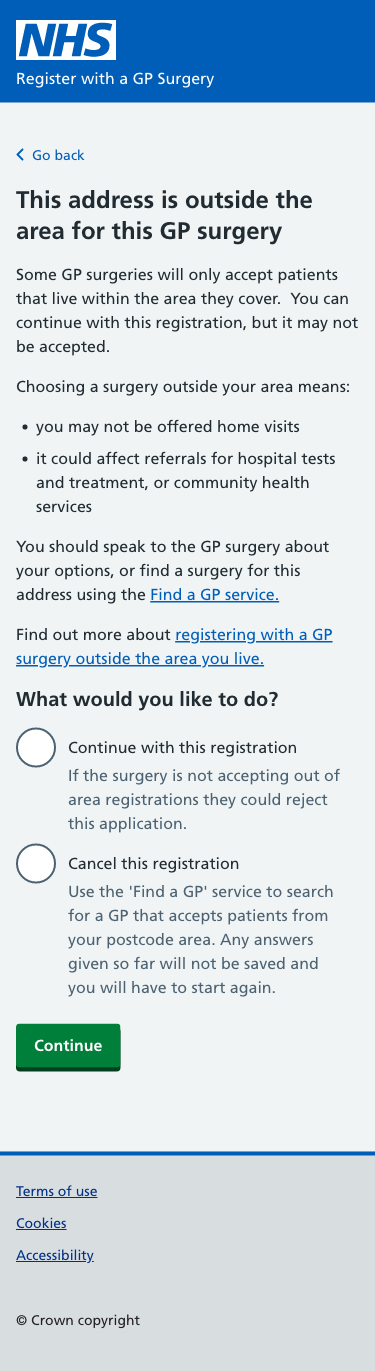 NHS
Register with a GP Surgery
Go back
This address is outside the
area for this GP surgery
Some GP surgeries will only accept patients
that live within the area they cover.  You can
continue with this registration, but it may not
be accepted.
Choosing a surgery outside your area means:
• you may not be offered home visits
• it could affect referrals for hospital tests
and treatment, or community health
services
You should speak to the GP surgery about
your options, or find a surgery for this
address using the Find a GP service.
Find out more about registering with a GP
surgery outside the area you live.
What would you like to do?
Continue with this registration
If the surgery is not accepting out of
area registrations they could reject
this application.
Cancel this registration
Use the 'Find a GP' service to search
for a GP that accepts patients from
your postcode area. Any answers
given so far will not be saved and
you will have to start again.
Continue
Terms of use
Cookies
Accessibility
© Crown copyright